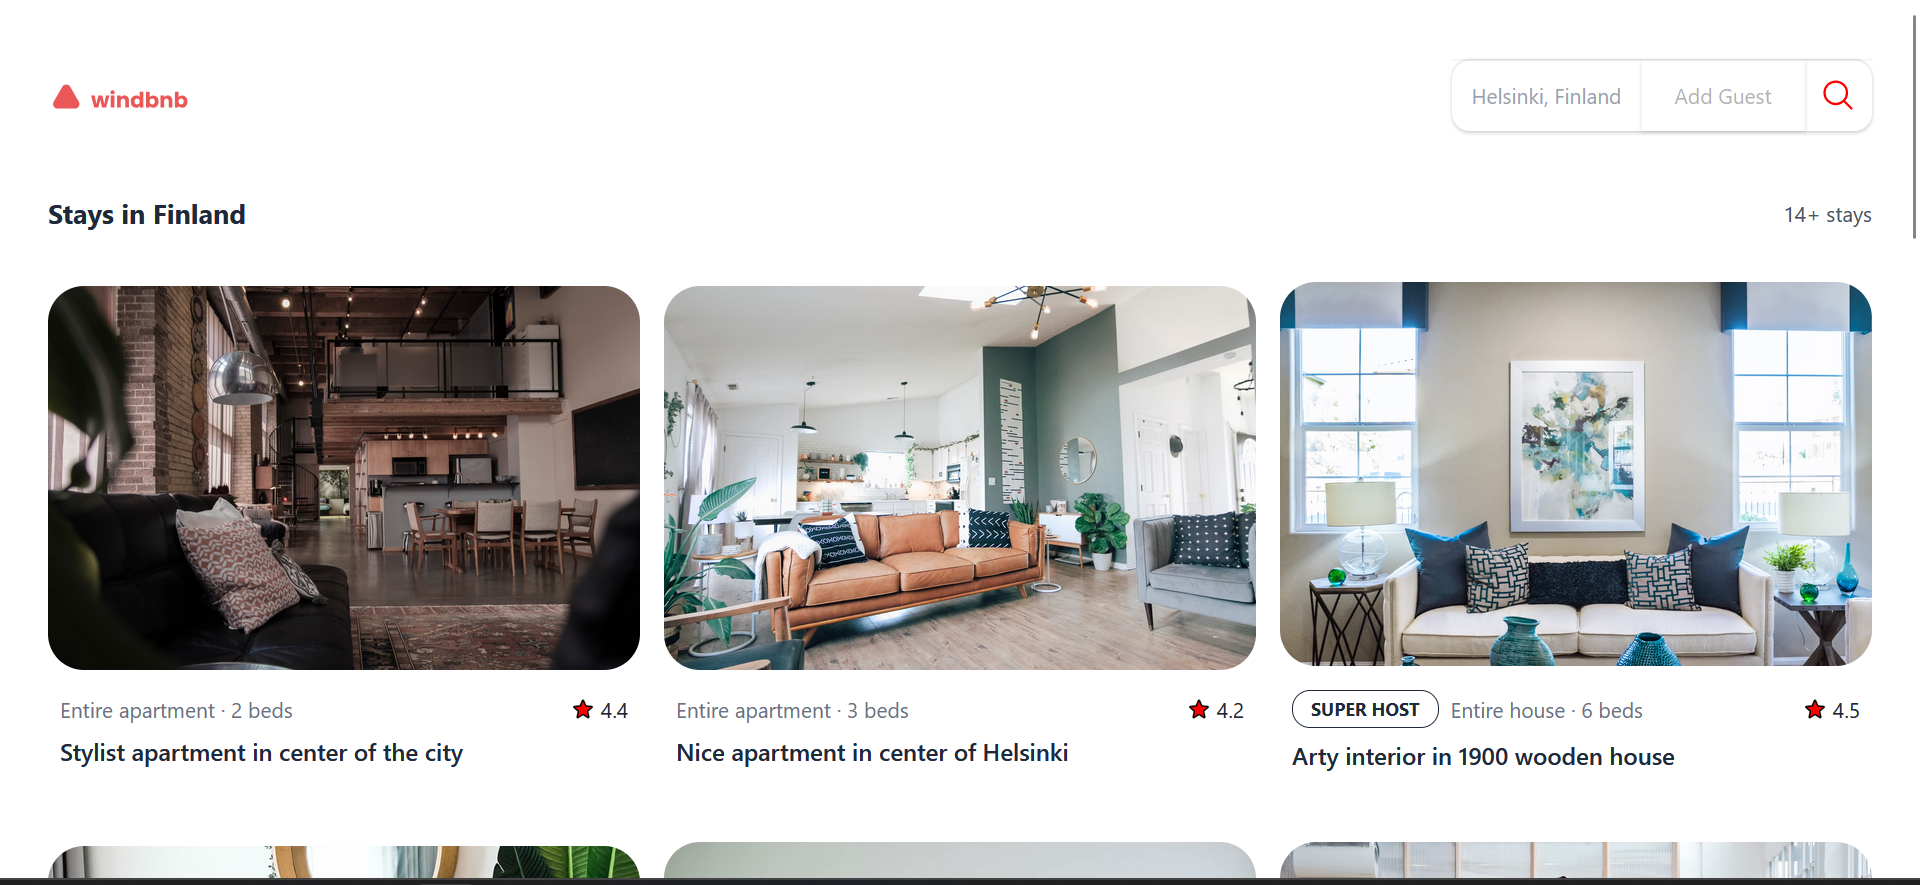 windbnb
Helsinki, Finland
Add Guest
Stays in Finland
14+ stays
Entire apartment · 2 beds
4.4
Stylist apartment in center of the city
Entire apartment · 3 beds
4.2
Nice apartment in center of Helsinki
SUPER HOST
Entire house · 6 beds
4.5
Arty interior in 1900 wooden house